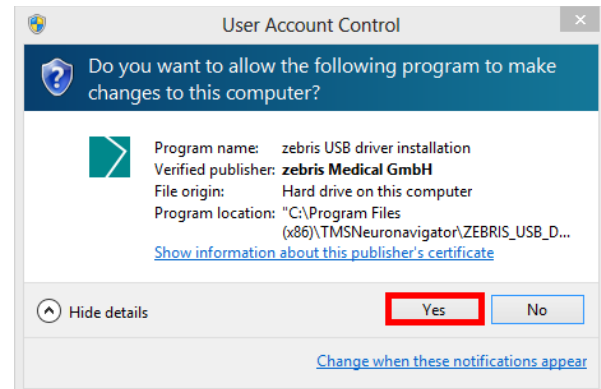 User Account Control
Do you want to allow the following program to make
changes to this computer?
Program name: zebris USB driver installation
Verified publisher: zebris Medical GmbH
File origin: Hard drive on this computer
Program location: "C:\Program Files
(x86)\TMSNeuronavigator\ZEBRIS_USB_D...
Show information about this publisher's certificate
Hide details
Yes
No
Change when these notifications appear